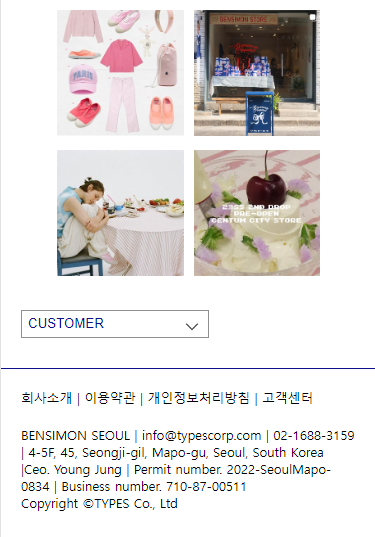 PARIS
BENSIMON STORE
23SS 2ND DROP
PRE-OPEN
CENTUM CITY STORE
CUSTOMER
회사소개 | 이용약관 | 개인정보처리방침 | 고객센터
BENSIMON SEOUL | info@typescorp.com | 02-1688-3159
| 4-5F, 45, Seongji-gil, Mapo-gu, Seoul, South Korea
|Ceo. Young Jung | Permit number. 2022-SeoulMapo-
0834 | Business number. 710-87-00511
Copyright ©TYPES Co., Ltd